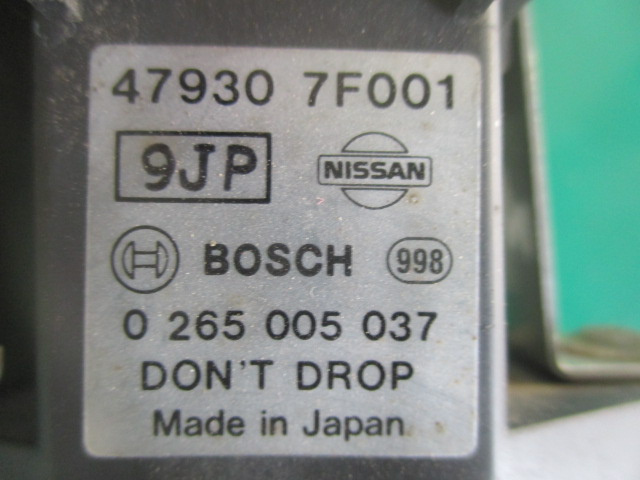 47930 7F001
9JP NISSAN
BOSCH 998
0 265 005 037
DON'T DROP
Made in Japan